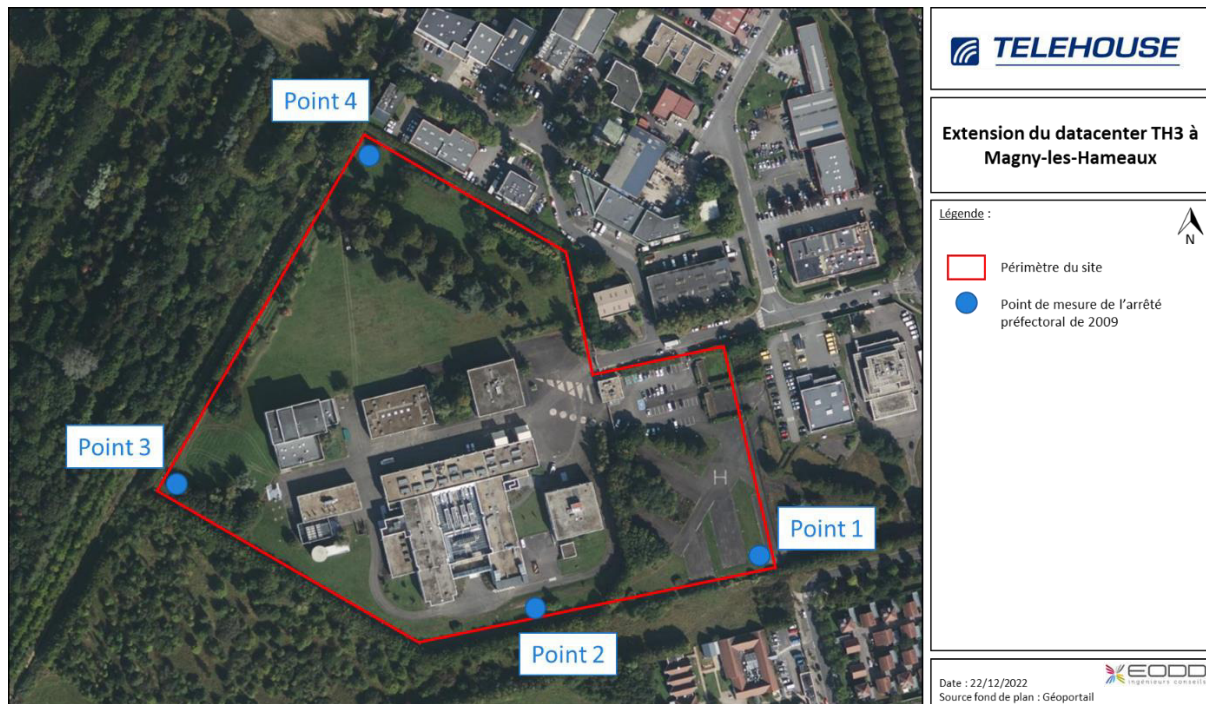 Point 4
Point 3
Point 1
Point 2
H
TELEHOUSE
Extension du datacenter TH3 à
Magny-les-Hameaux
Légende :
N
Périmètre du site
Point de mesure de l'arrêté
préfectoral de 2009
Date : 22/12/2022
Source fond de plan : Géoportail
EODD
ingénieurs conseils